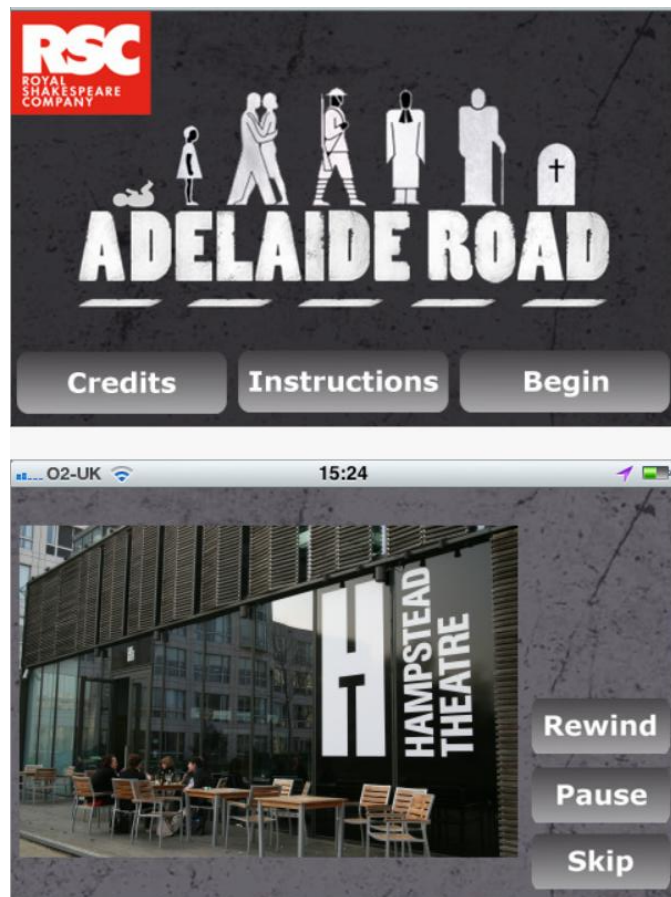 RSC
ROYAL
SHAKESPEARE
COMPANY
ADELAIDE ROAD
Credits
Instructions
Begin
O2-UK
15:24
HAMPSTEAD
THEATRE
Rewind
Pause
Skip